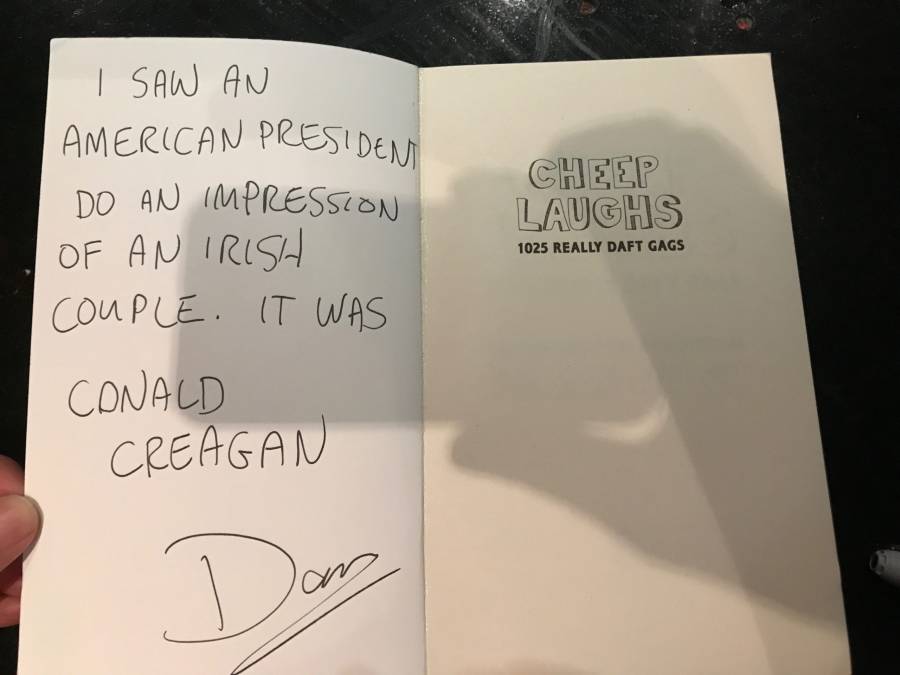 I SAW AN
AMERICAN PRESIDENT
DO AN IMPRESSION
OF AN IRISH
COUPLE. IT WAS
CONALD
CREAGAN
CHEEP
LAUGHS
1025 REALLY DAFT GAGS